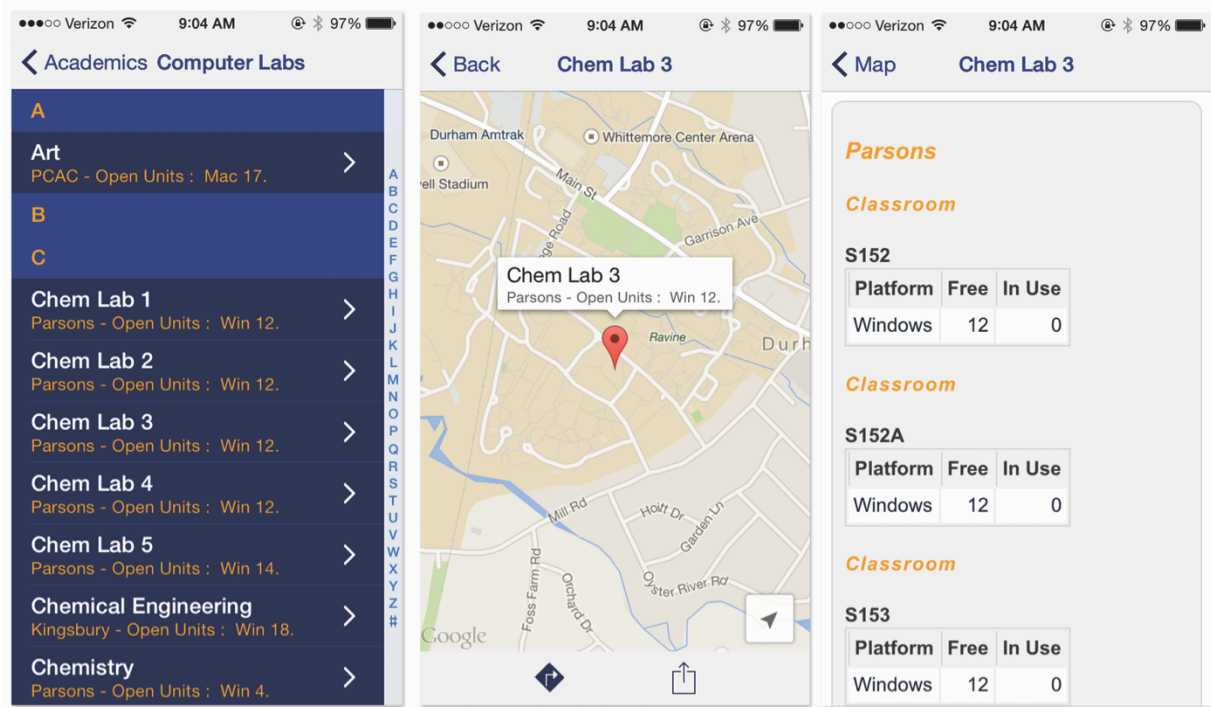 Verizon 9:04 AM 97%
Academics Computer Labs
A
Art
PCAC - Open Units : Mac 17.
B
C
Chem Lab 1
Parsons - Open Units : Win 12.
Chem Lab 2
Parsons - Open Units : Win 12.
Chem Lab 3
Parsons - Open Units : Win 12.
Chem Lab 4
Parsons - Open Units : Win 12.
Chem Lab 5
Parsons - Open Units : Win 14.
Chemical Engineering
Kingsbury - Open Units : Win 18.
Chemistry
Parsons - Open Units : Win 4.
A
B
C
D
E
F
G
H
I
J
K
L
M
N
O
P
Q
R
S
T
U
V
W
X
Y
Z
#
Verizon 9:04 AM 97%
Back Chem Lab 3
Durham Amtrak
Whittemore Center Arena
ell Stadium
Main St
Garrison Ave
ge Road
Chem Lab 3
Parsons - Open Units : Win 12.
Ravine
Durh
Mill Rd
Hoitt Dr
Garden Ln
Oyster River Rd
Foss Farm Rd
Orchard Dr
Google
Verizon 9:04 AM 97%
Map Chem Lab 3
Parsons
Classroom
S152
Platform Free In Use
Windows 12 0
Classroom
S152A
Platform Free In Use
Windows 12 0
Classroom
S153
Platform Free In Use
Windows 12 0